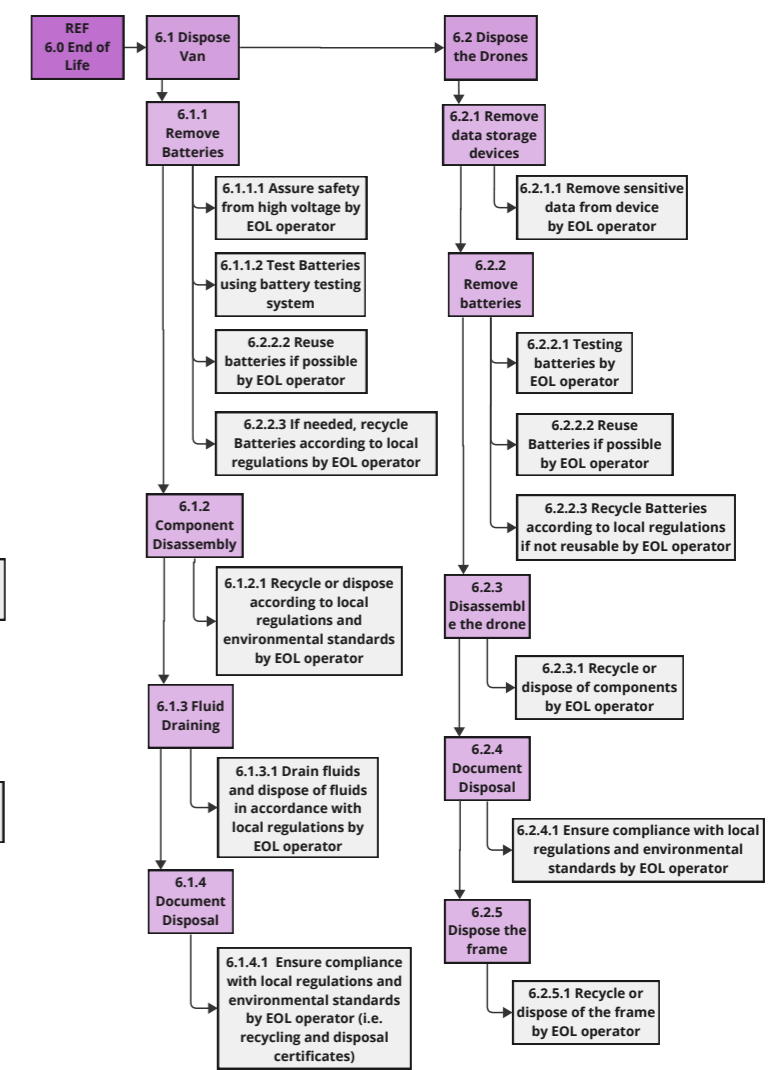 REF
6.0 End of
Life
6.1 Dispose
Van
6.2 Dispose
the Drones
6.1.1
Remove
Batteries
6.1.1.1 Assure safety
from high voltage by
EOL operator
6.1.1.2 Test Batteries
using battery testing
system
6.2.2.2 Reuse
batteries if possible
by EOL operator
6.2.2.3 If needed, recycle
Batteries according to local
regulations by EOL operator
6.1.2
Component
Disassembly
6.1.2.1 Recycle or dispose
according to local
regulations and
environmental standards
by EOL operator
6.1.3 Fluid
Draining
6.1.3.1 Drain fluids
and dispose of fluids
in accordance with
local regulations by
EOL operator
6.1.4
Document
Disposal
6.1.4.1 Ensure compliance
with local regulations and
environmental standards
by EOL operator (i.e.
recycling and disposal
certificates)
6.2.1 Remove
data storage
devices
6.2.1.1 Remove sensitive
data from device
by EOL operator
6.2.2
Remove
batteries
6.2.2.1 Testing
batteries by
EOL operator
6.2.2.2 Reuse
Batteries if possible
by EOL operator
6.2.2.3 Recycle Batteries
according to local regulations
if not reusable by EOL operator
6.2.3
Disassembl
e the drone
6.2.3.1 Recycle or
dispose of components
by EOL operator
6.2.4
Document
Disposal
6.2.4.1 Ensure compliance with local
regulations and environmental
standards by EOL operator
6.2.5
Dispose the
frame
6.2.5.1 Recycle or
dispose of the frame
by EOL operator